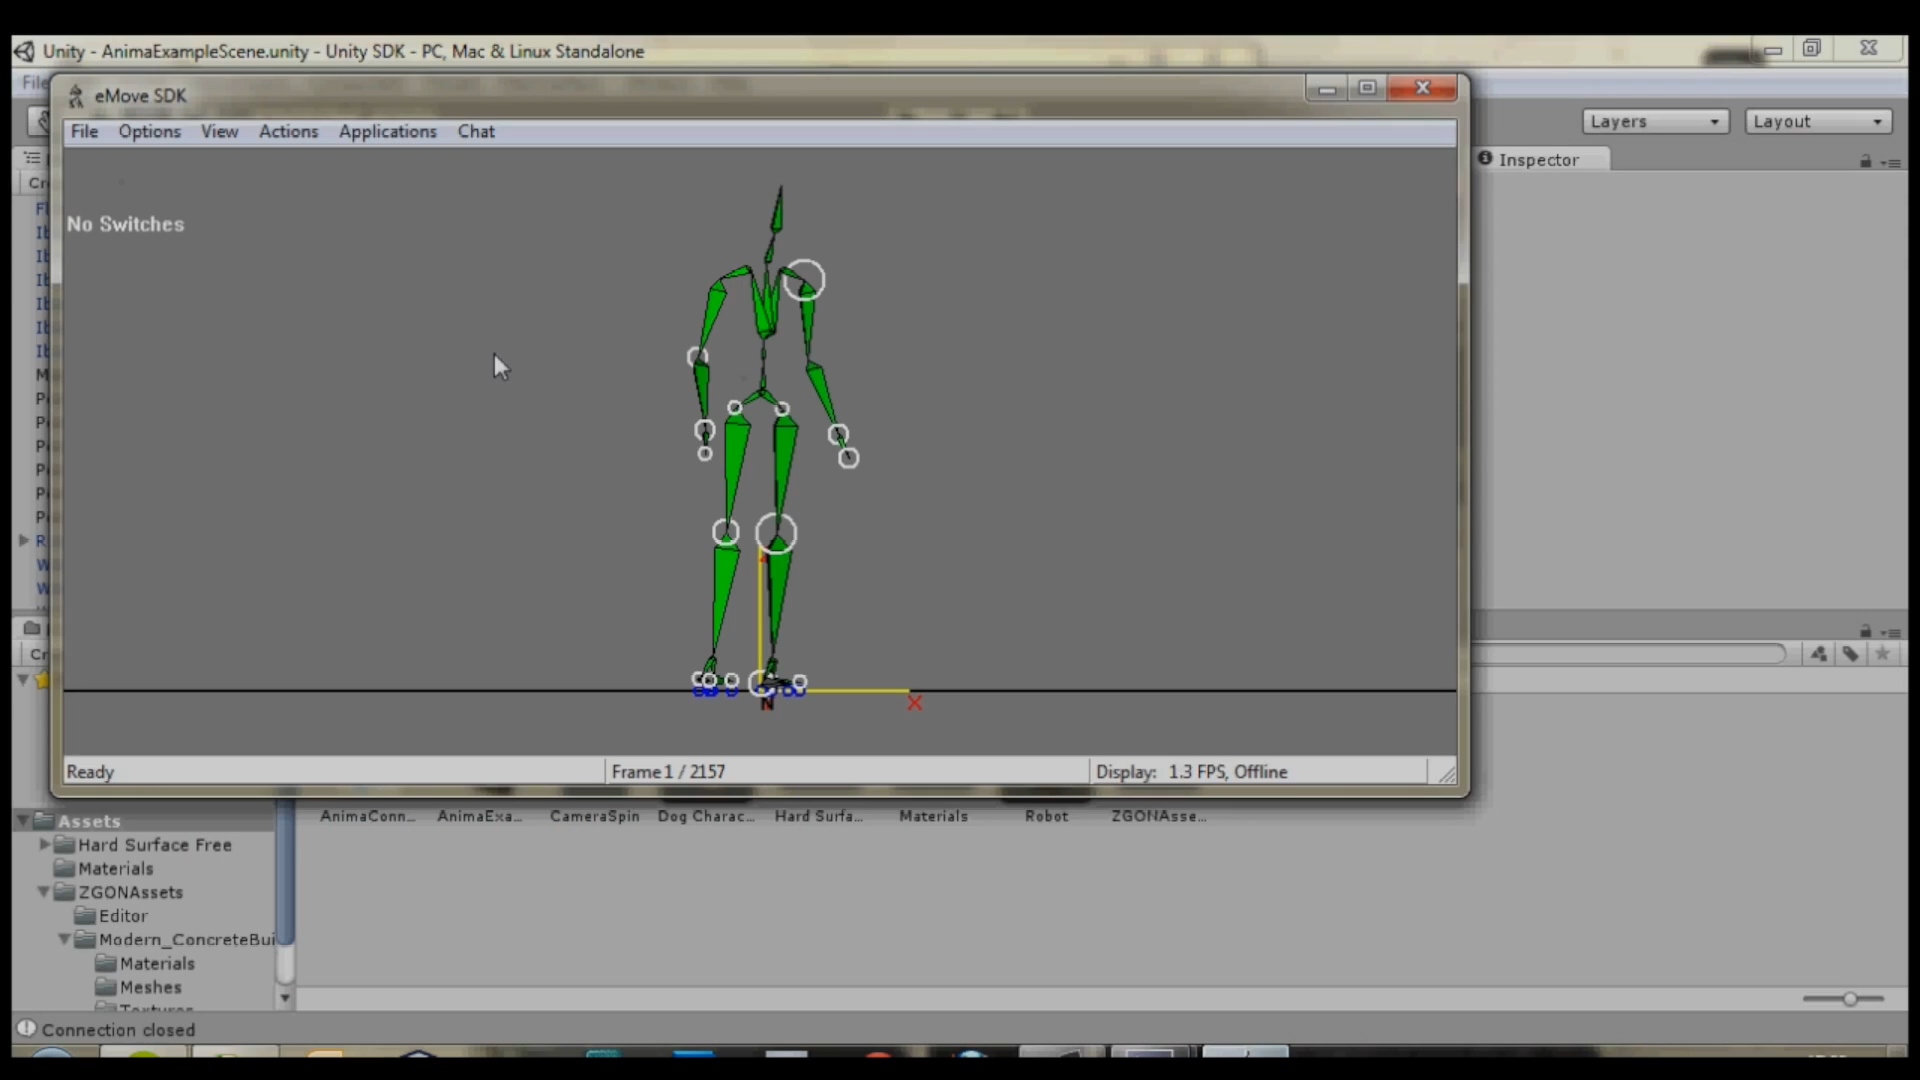 Unity - AnimaExampleScene.unity - Unity SDK - PC, Mac & Linux Standalone
File
eMove SDK
File Options View Actions Applications Chat
Layers
Layout
Inspector
No Switches
N
X
Ready
Frame 1 / 2157
Display: 1.3 FPS, Offline
Assets
Hard Surface Free
Materials
ZGONAssets
Editor
Modern_ConcreteBui
Materials
Meshes
Textures
AnimaConn... AnimaExa... CameraSpin Dog Charac... Hard Surfa... Materials Robot ZGONAsse...
Connection closed